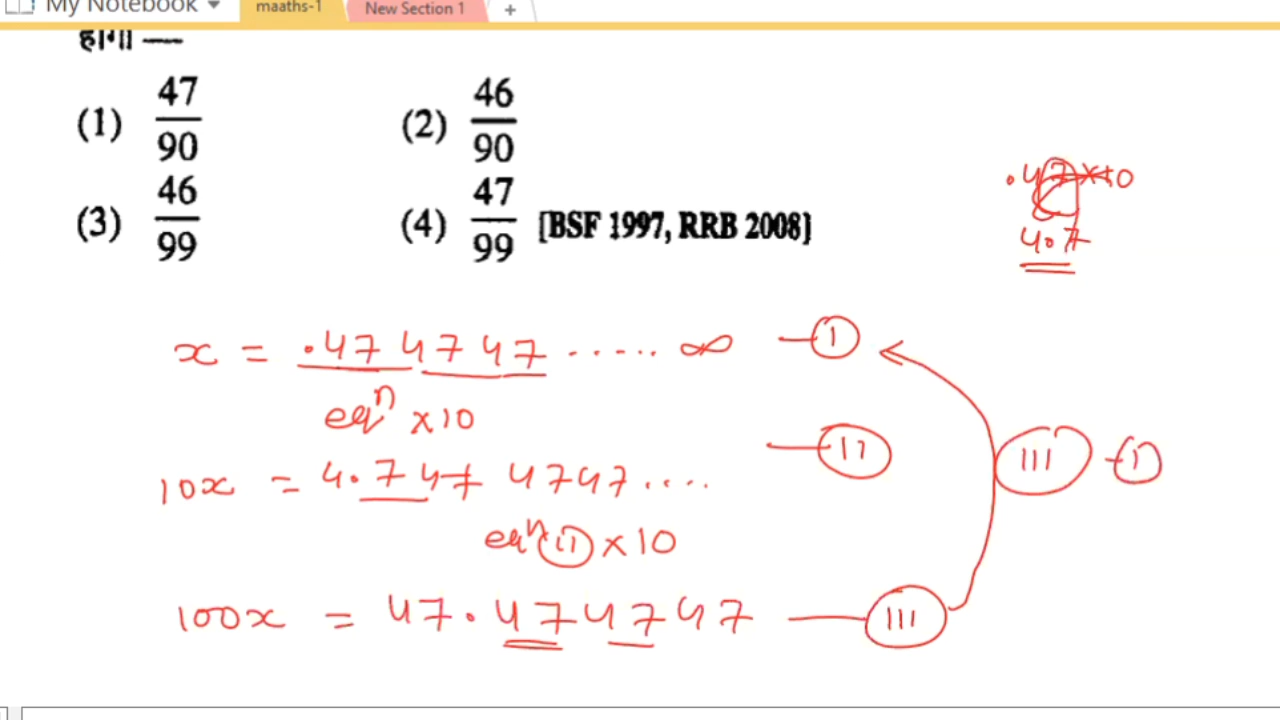 My Notebook
maaths-1 New Section 1 +
होगा —
(1) 47/90 (2) 46/90
(3) 46/99 (4) 47/99 [BSF 1997, RRB 2008]
.47×10
4.7
x = .474747 ..... ∞ — (I)
eqⁿ ×10
10x = 4.747 4747.... — (II)
eqⁿ (II) ×10
100x = 47.474747 — (III)
(III) - (I)